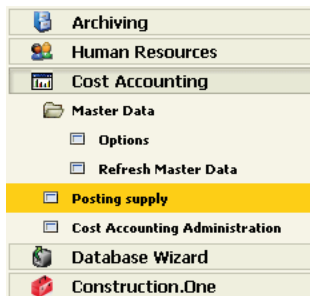 Archiving
Human Resources
Cost Accounting
Master Data
Options
Refresh Master Data
Posting supply
Cost Accounting Administration
Database Wizard
Construction.One